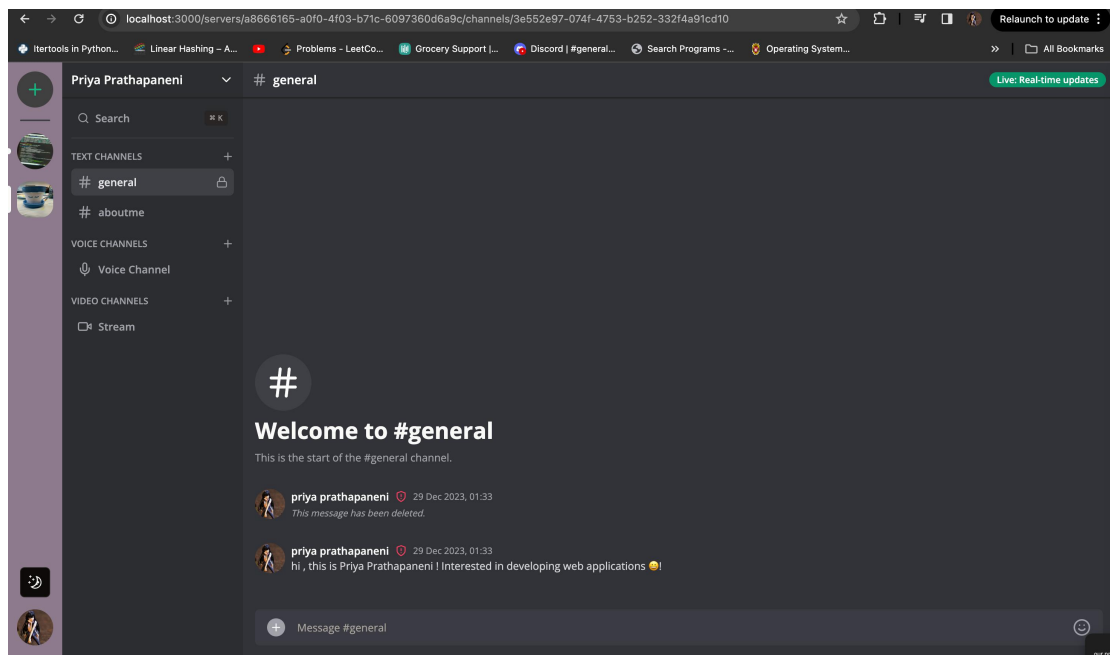 localhost:3000/servers/a8666165-a0f0-4f03-b71c-6097360d6a9c/channels/3e552e97-074f-4753-b252-332f4a91cd10
Relaunch to update
Itertools in Python...
Linear Hashing – A...
Problems - LeetCo...
Grocery Support |...
Discord | #general...
Search Programs -...
Operating System...
»
All Bookmarks
Priya Prathapaneni
# general
Live: Real-time updates
Search
⌘ K
TEXT CHANNELS
+
# general
# aboutme
VOICE CHANNELS
+
Voice Channel
VIDEO CHANNELS
+
Stream
#
Welcome to #general
This is the start of the #general channel.
priya prathapaneni 29 Dec 2023, 01:33
This message has been deleted.
priya prathapaneni 29 Dec 2023, 01:33
hi , this is Priya Prathapaneni ! Interested in developing web applications 😀!
Message #general